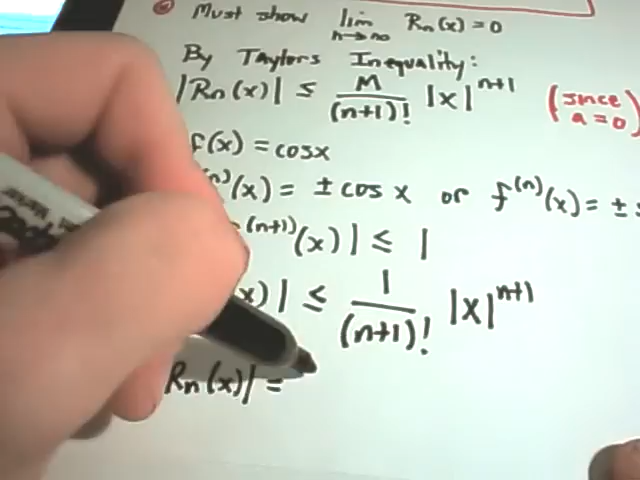 Must show lim n→∞ Rn(x) = 0
By Taylors Inequality:
|Rn(x)| ≤ M/(n+1)! |x|^n+1 (since a = 0)
f(x) = cosx
(n)(x) = ± cos x or f^(n)(x) = ±
(n+1)(x)| ≤ 1
x)| ≤ 1/(n+1)! |x|^n+1
Rn(x)| =